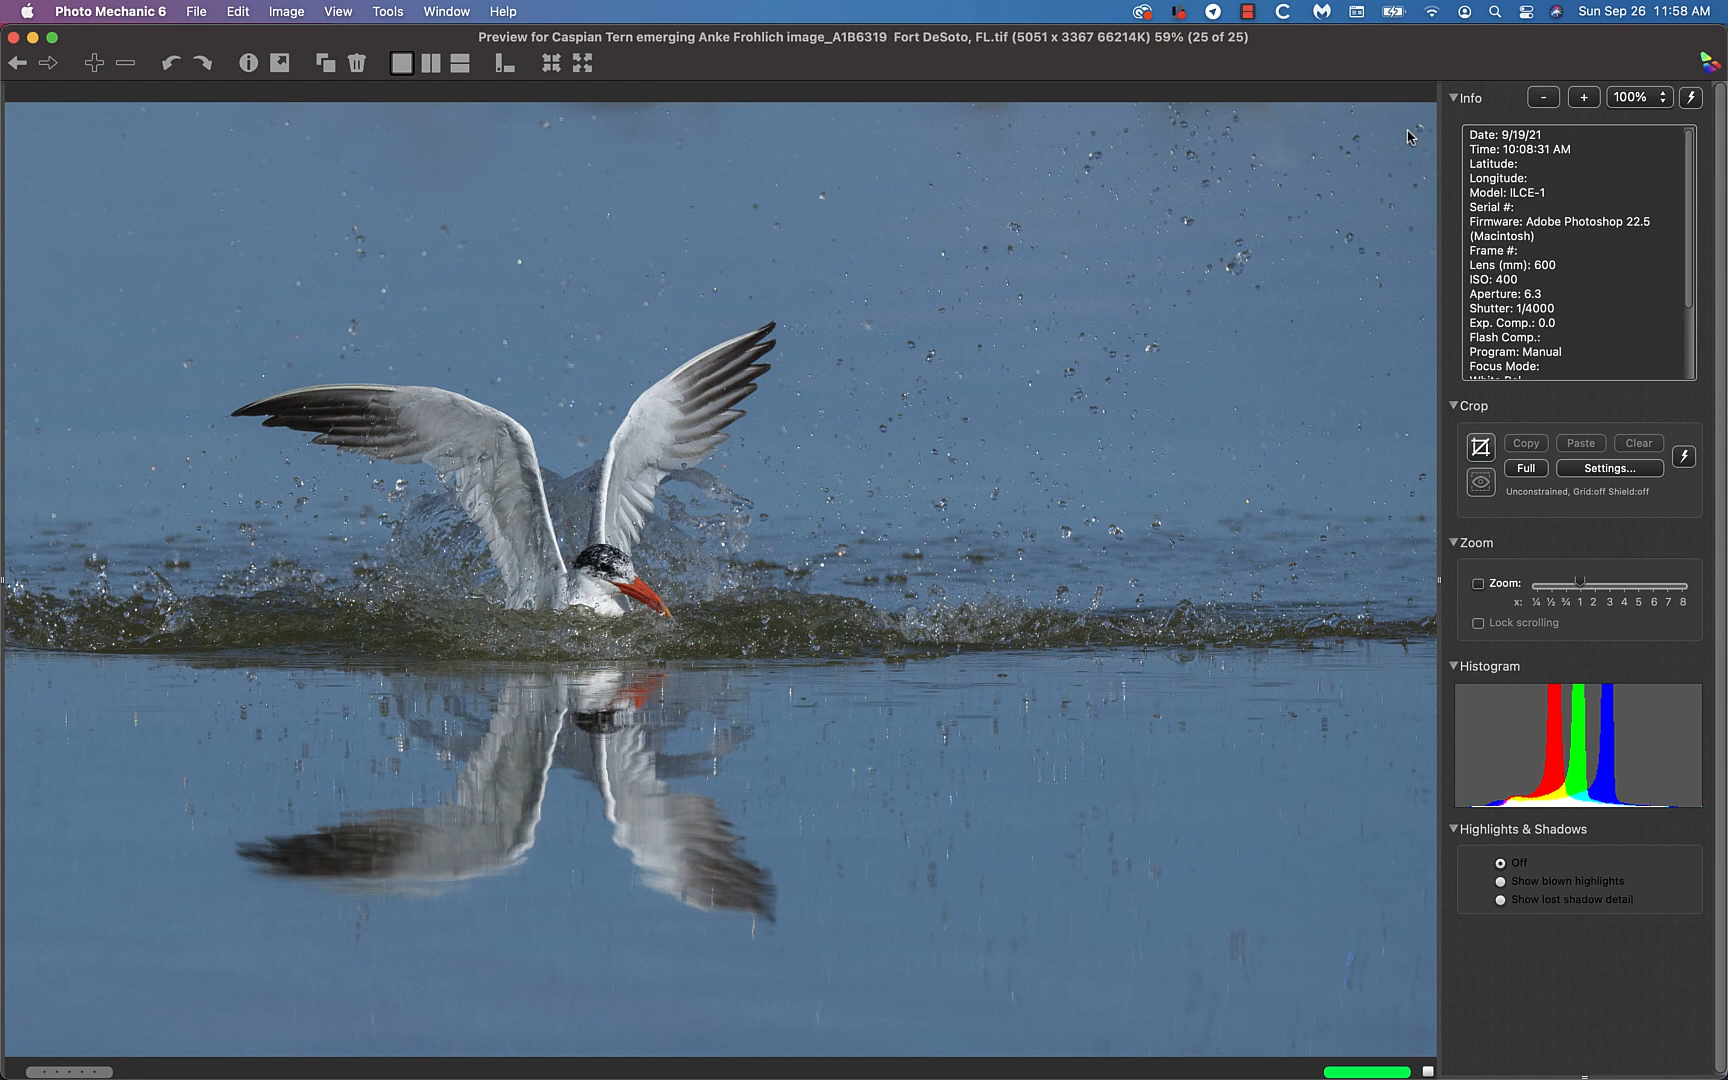 Photo Mechanic 6 File Edit Image View Tools Window Help Sun Sep 26 11:58 AM
Preview for Caspian Tern emerging Anke Frohlich image_A1B6319 Fort DeSoto, FL.tif (5051 x 3367 66214K) 59% (25 of 25)
Info - + 100%
Date: 9/19/21
Time: 10:08:31 AM
Latitude:
Longitude:
Model: ILCE-1
Serial #:
Firmware: Adobe Photoshop 22.5
(Macintosh)
Frame #:
Lens (mm): 600
ISO: 400
Aperture: 6.3
Shutter: 1/4000
Exp. Comp.: 0.0
Flash Comp.:
Program: Manual
Focus Mode:
Crop
Copy Paste Clear
Full Settings...
Unconstrained, Grid:off Shield:off
Zoom
Zoom:
x: ¼ ½ ¾ 1 2 3 4 5 6 7 8
Lock scrolling
Histogram
Highlights & Shadows
Off
Show blown highlights
Show lost shadow detail